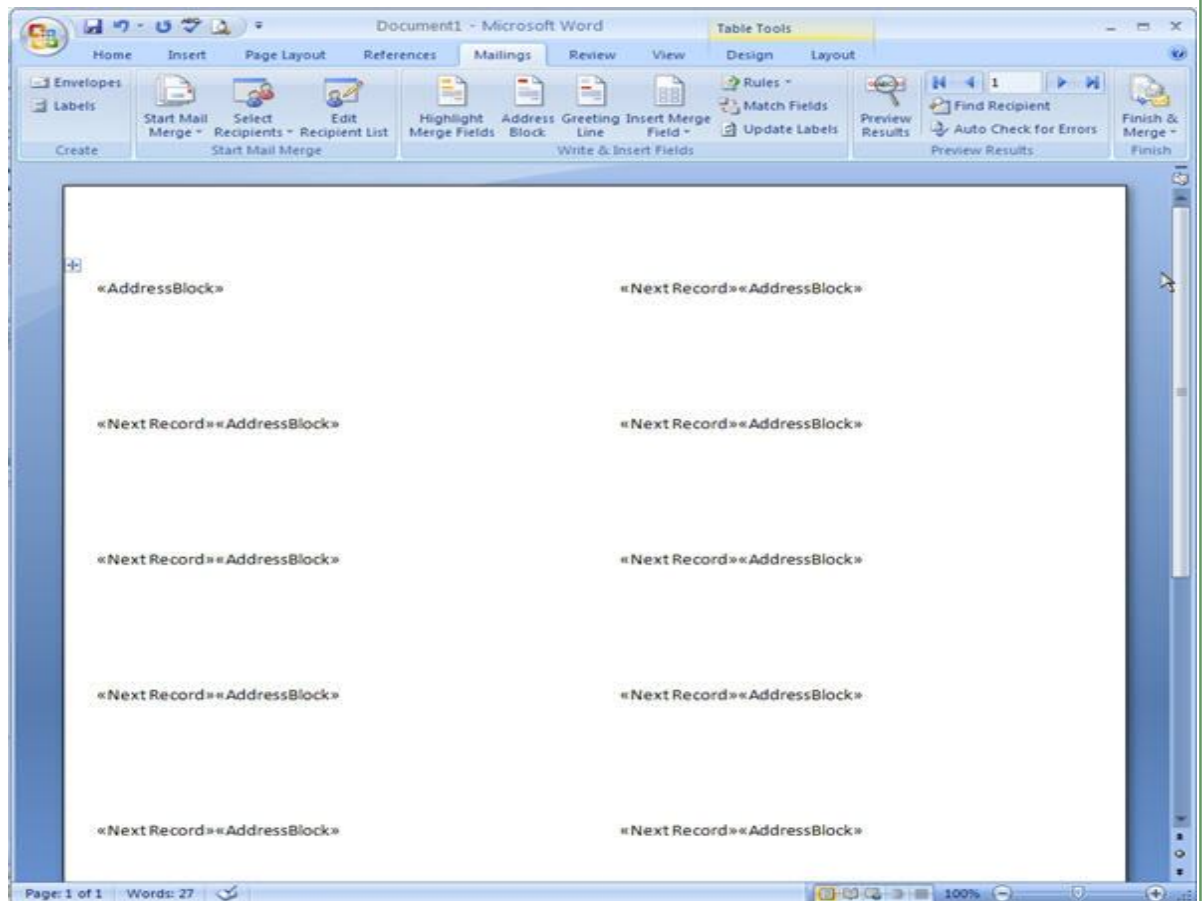 Document1 - Microsoft Word
Table Tools
Home Insert Page Layout References Mailings Review View Design Layout
Envelopes
Labels
Create
Start Mail Merge
Select Recipients
Edit Recipient List
Start Mail Merge
Highlight Merge Fields
Address Block
Greeting Line
Insert Merge Field
Rules
Match Fields
Update Labels
Write & Insert Fields
Preview Results
1
Find Recipient
Auto Check for Errors
Preview Results
Finish & Merge
Finish
«AddressBlock» «Next Record»«AddressBlock»
«Next Record»«AddressBlock» «Next Record»«AddressBlock»
«Next Record»«AddressBlock» «Next Record»«AddressBlock»
«Next Record»«AddressBlock» «Next Record»«AddressBlock»
«Next Record»«AddressBlock» «Next Record»«AddressBlock»
Page: 1 of 1 Words: 27 100%